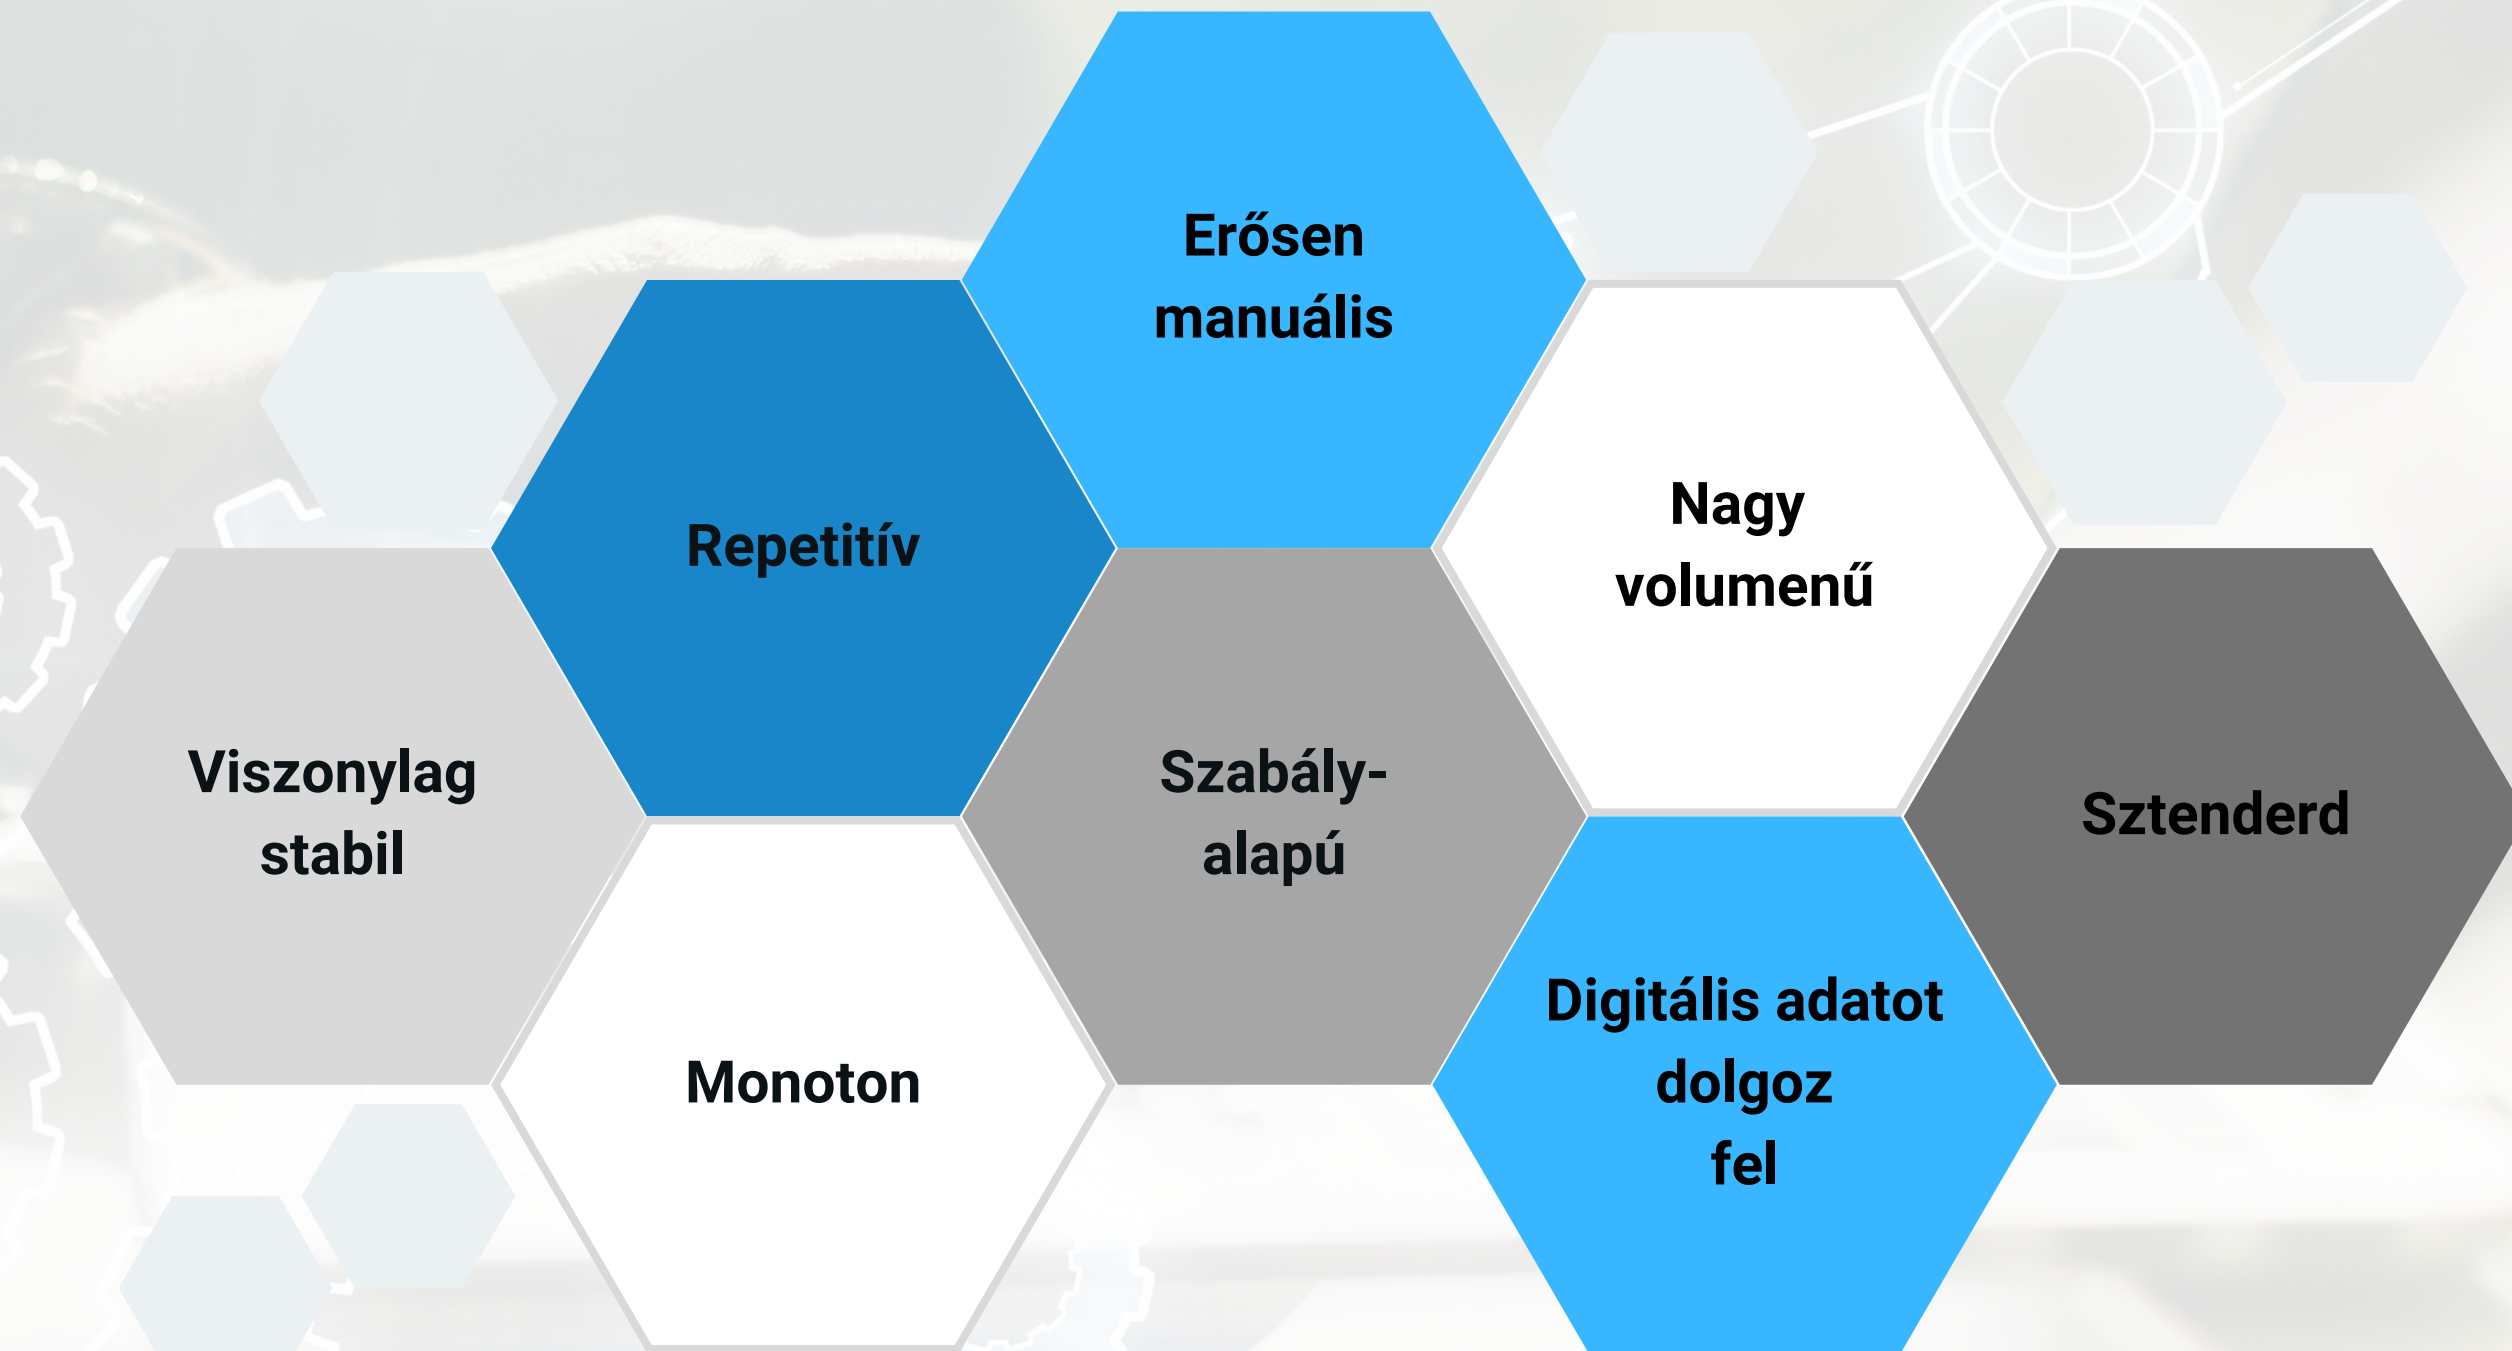 Erősen
manuális
Repetitív
Nagy
volumenű
Viszonylag
stabil
Szabály-
alapú
Sztenderd
Monoton
Digitális adatot
dolgoz
fel